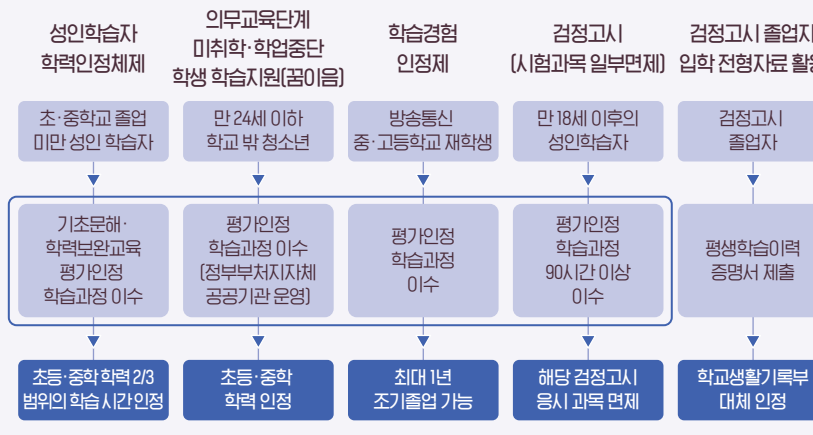 성인학습자
학력인정체제
의무교육단계
미취학·학업중단
학생 학습지원(꿈이음)
학습경험
인정제
검정고시
(시험과목 일부면제)
검정고시 졸업자
입학 전형자료 활용
초·중학교 졸업
미만 성인 학습자
만 24세 이하
학교 밖 청소년
방송통신
중·고등학교 재학생
만 18세 이후의
성인학습자
검정고시
졸업자
기초문해·
학력보완교육
평가인정
학습과정 이수
평가인정
학습과정 이수
(정부부처지자체
공공기관 운영)
평가인정
학습과정
이수
평가인정
학습과정
90시간 이상
이수
평생학습이력
증명서 제출
초등·중학 학력 2/3
범위의 학습 시간 인정
초등·중학
학력 인정
최대 1년
조기졸업 가능
해당 검정고시
응시 과목 면제
학교생활기록부
대체 인정